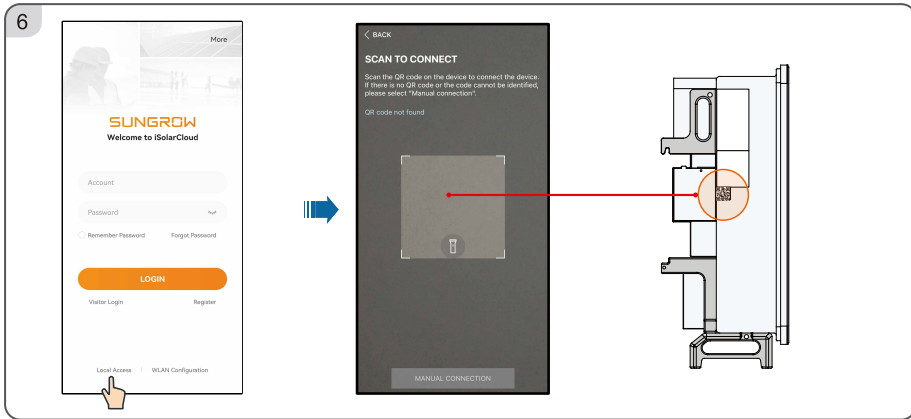 6
More
SUNGROW
Welcome to iSolarCloud
Account
Password
Remember Password Forgot Password
LOGIN
Visitor Login Register
Local Access | WLAN Configuration
< BACK
SCAN TO CONNECT
Scan the QR code on the device to connect the device.
If there is no QR code or the code cannot be identified,
please select "Manual connection".
QR code not found
MANUAL CONNECTION